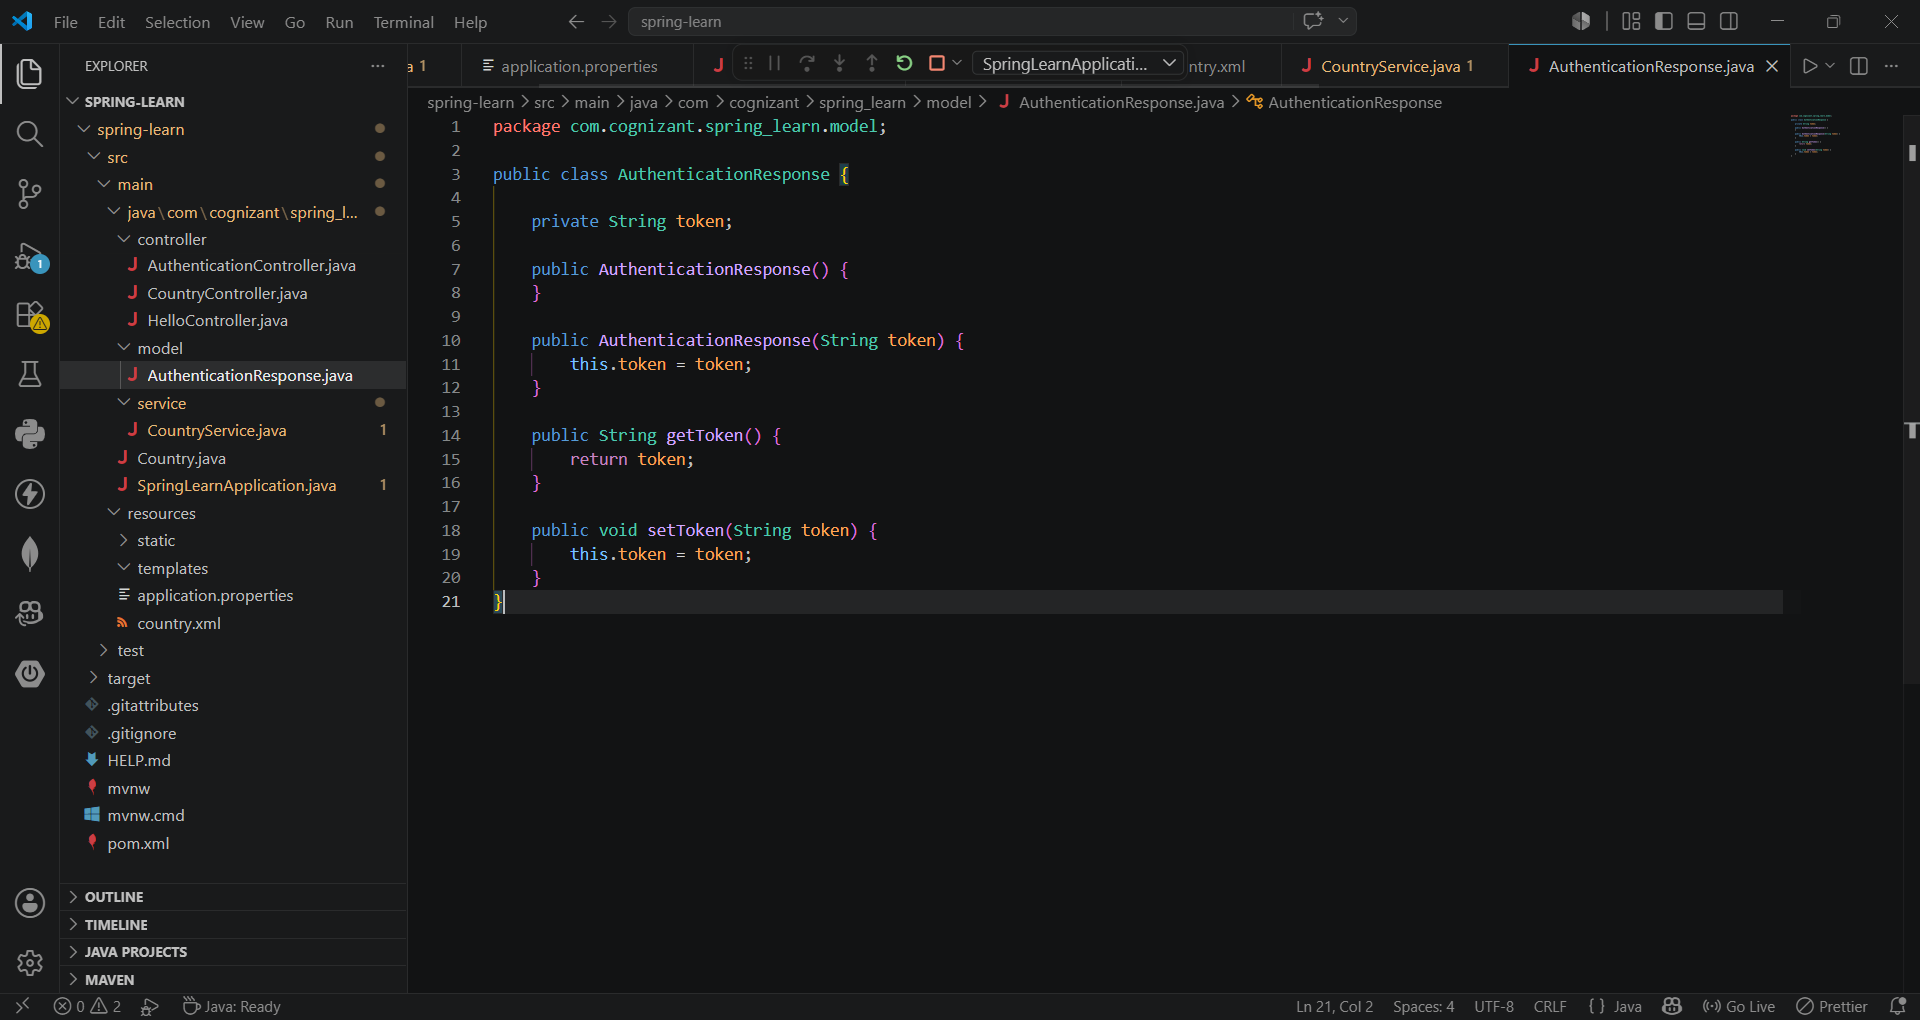 File Edit Selection View Go Run Terminal Help
spring-learn
EXPLORER
SPRING-LEARN
spring-learn
src
main
java\com\cognizant\spring_l...
controller
AuthenticationController.java
CountryController.java
HelloController.java
model
AuthenticationResponse.java
service
CountryService.java 1
Country.java
SpringLearnApplication.java 1
resources
static
templates
application.properties
country.xml
test
target
.gitattributes
.gitignore
HELP.md
mvnw
mvnw.cmd
pom.xml
OUTLINE
TIMELINE
JAVA PROJECTS
MAVEN
1
a 1 application.properties SpringLearnApplicati... ntry.xml CountryService.java 1 AuthenticationResponse.java
spring-learn > src > main > java > com > cognizant > spring_learn > model > AuthenticationResponse.java > AuthenticationResponse
1 package com.cognizant.spring_learn.model;
2
3 public class AuthenticationResponse {
4
5 private String token;
6
7 public AuthenticationResponse() {
8 }
9
10 public AuthenticationResponse(String token) {
11 this.token = token;
12 }
13
14 public String getToken() {
15 return token;
16 }
17
18 public void setToken(String token) {
19 this.token = token;
20 }
21 }
0 2 Java: Ready Ln 21, Col 2 Spaces: 4 UTF-8 CRLF {} Java Go Live Prettier